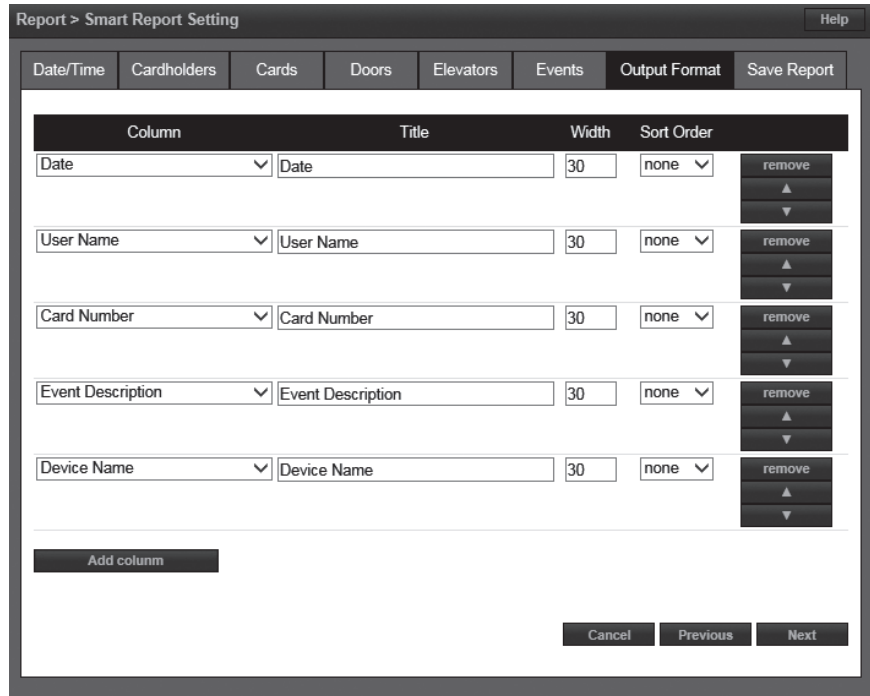 Report > Smart Report Setting Help
Date/Time Cardholders Cards Doors Elevators Events Output Format Save Report
Column Title Width Sort Order
Date Date 30 none remove
▲
▼
User Name User Name 30 none remove
▲
▼
Card Number Card Number 30 none remove
▲
▼
Event Description Event Description 30 none remove
▲
▼
Device Name Device Name 30 none remove
▲
▼
Add colunm
Cancel Previous Next